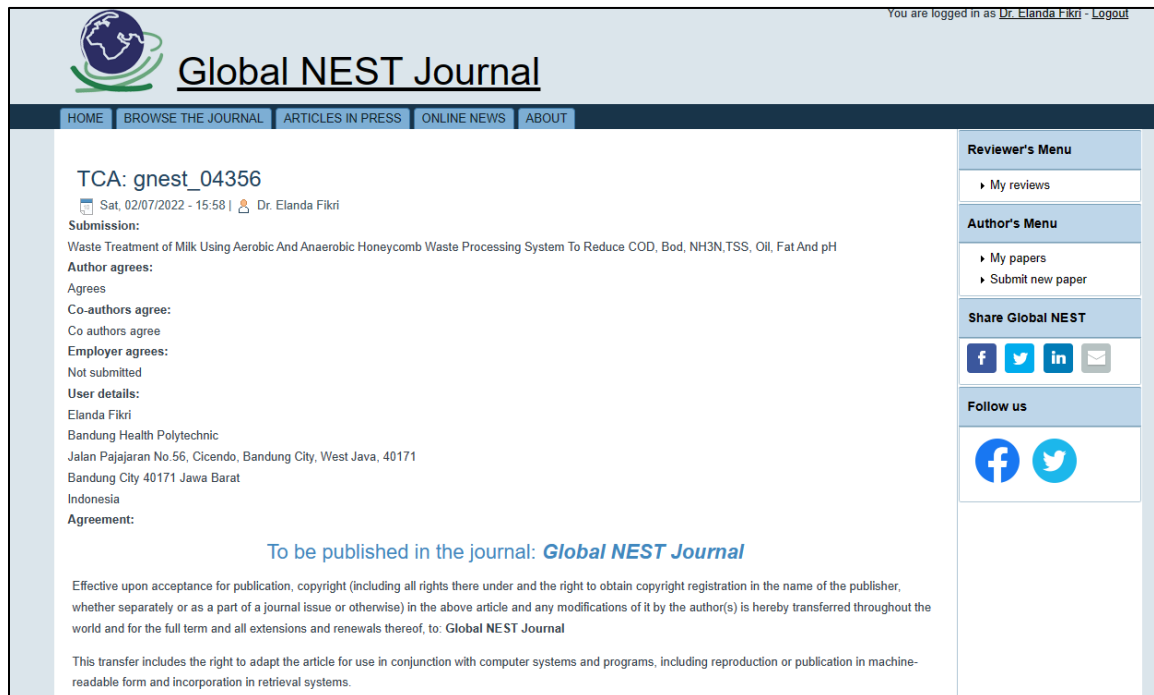 You are logged in as Dr. Elanda Fikri - Logout
Global NEST Journal
HOME
BROWSE THE JOURNAL
ARTICLES IN PRESS
ONLINE NEWS
ABOUT
TCA: gnest_04356
Sat, 02/07/2022 - 15:58 | Dr. Elanda Fikri
Submission:
Waste Treatment of Milk Using Aerobic And Anaerobic Honeycomb Waste Processing System To Reduce COD, Bod, NH3N,TSS, Oil, Fat And pH
Author agrees:
Agrees
Co-authors agree:
Co authors agree
Employer agrees:
Not submitted
User details:
Elanda Fikri
Bandung Health Polytechnic
Jalan Pajajaran No.56, Cicendo, Bandung City, West Java, 40171
Bandung City 40171 Jawa Barat
Indonesia
Agreement:
To be published in the journal: Global NEST Journal
Effective upon acceptance for publication, copyright (including all rights there under and the right to obtain copyright registration in the name of the publisher,
whether separately or as a part of a journal issue or otherwise) in the above article and any modifications of it by the author(s) is hereby transferred throughout the
world and for the full term and all extensions and renewals thereof, to: Global NEST Journal
This transfer includes the right to adapt the article for use in conjunction with computer systems and programs, including reproduction or publication in machine-
readable form and incorporation in retrieval systems.
Reviewer's Menu
My reviews
Author's Menu
My papers
Submit new paper
Share Global NEST
Follow us